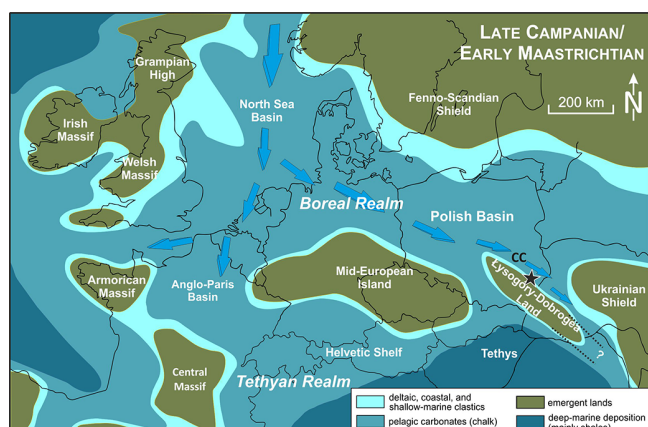 LATE CAMPANIAN/
EARLY MAASTRICHTIAN
Grampian
High
200 km
N
North Sea
Basin
Fenno-Scandian
Shield
Irish
Massif
Welsh
Massif
Boreal Realm
Polish Basin
CC
Lysogory-Dobrogea
Land
Ukrainian
Shield
Mid-European
Island
Armorican
Massif
Anglo-Paris
Basin
Helvetic Shelf
Tethys
?
Central
Massif
Tethyan Realm
deltaic, coastal, and
shallow-marine clastics
emergent lands
pelagic carbonates (chalk)
deep-marine deposition
(mainly shales)